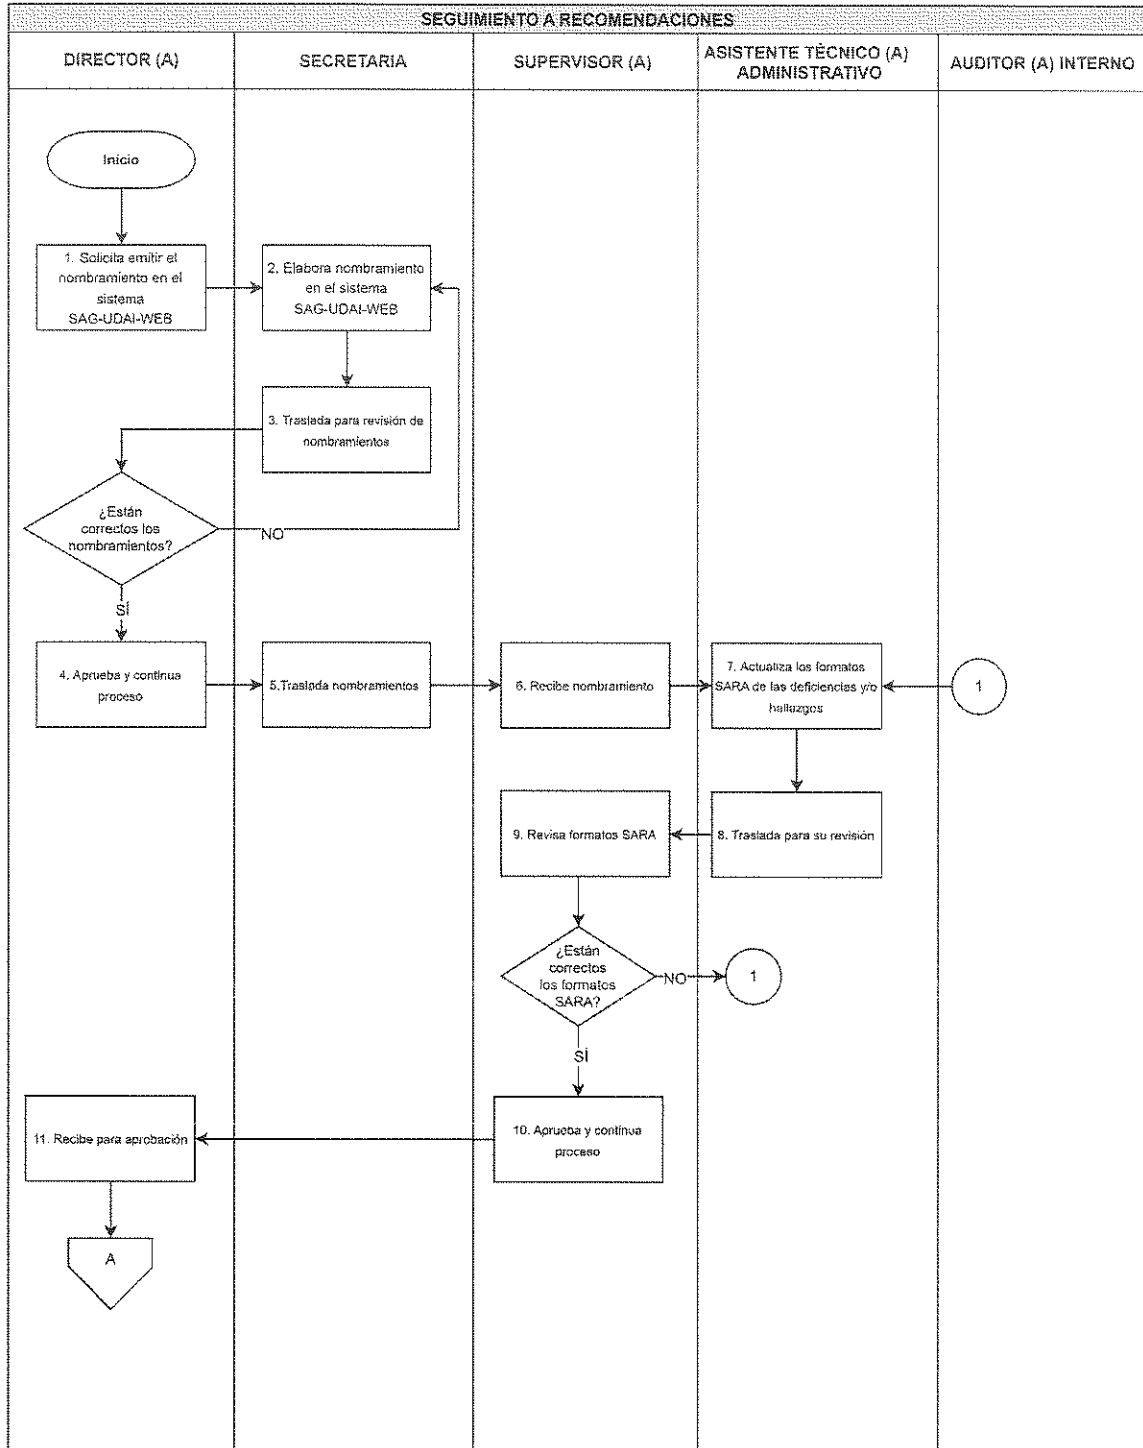 SEGUIMIENTO A RECOMENDACIONES
DIRECTOR (A)
SECRETARIA
SUPERVISOR (A)
ASISTENTE TÉCNICO (A)
ADMINISTRATIVO
AUDITOR (A) INTERNO
Inicio
1. Solicita emitir el
nombramiento en el
sistema
SAG-UDAI-WEB
2. Elabora nombramiento
en el sistema
SAG-UDAI-WEB
3. Traslada para revisión de
nombramientos
¿Están
correctos los
nombramientos?
NO
SÍ
4. Aprueba y continua
proceso
5.Traslada nombramientos
6. Recibe nombramiento
7. Actualiza los formatos
SARA de las deficiencias y/o
hallazgos
1
8. Traslada para su revisión
9. Revisa formatos SARA
¿Están
correctos
los formatos
SARA?
NO
1
SÍ
10. Aprueba y continua
proceso
11. Recibe para aprobación
A